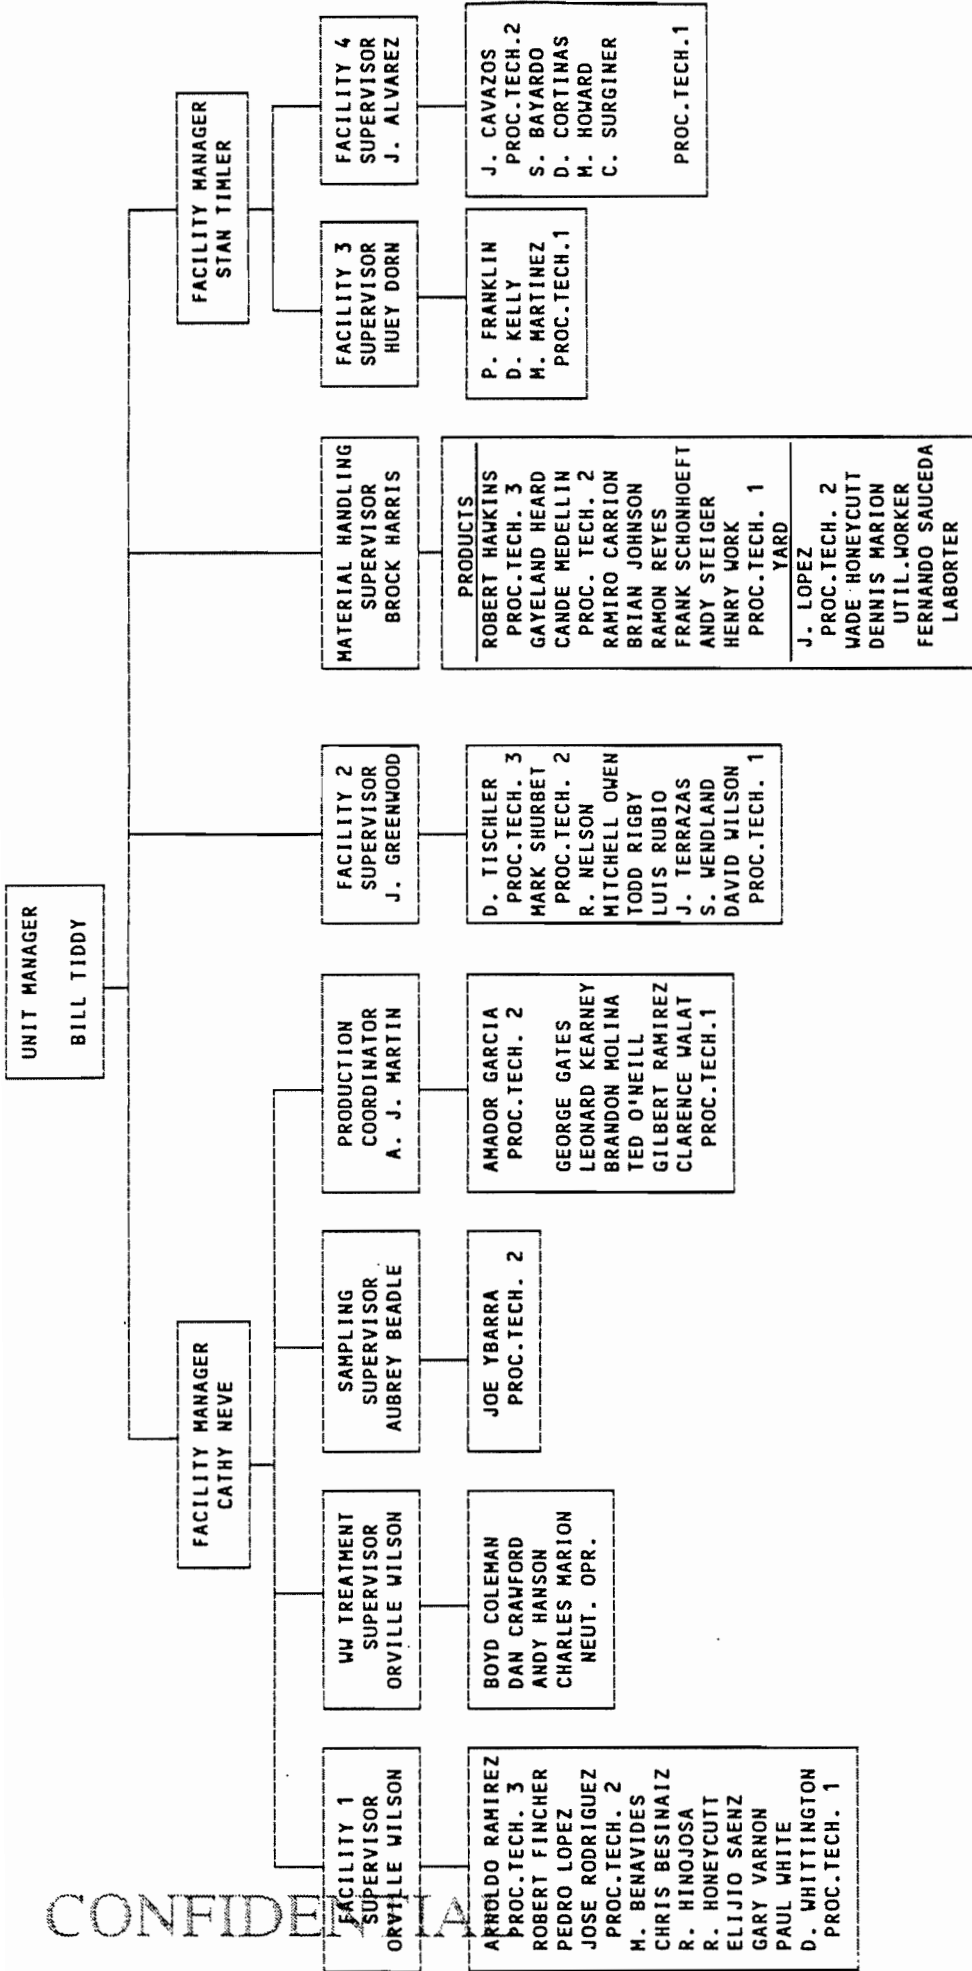 UNIT MANAGER
BILL TIDDY
FACILITY MANAGER
CATHY NEVE
FACILITY MANAGER
STAN TIMLER
FACILITY 1
SUPERVISOR
ORVILLE WILSON
WW TREATMENT
SUPERVISOR
ORVILLE WILSON
SAMPLING
SUPERVISOR
AUBREY BEADLE
PRODUCTION
COORDINATOR
A. J. MARTIN
FACILITY 2
SUPERVISOR
J. GREENWOOD
MATERIAL HANDLING
SUPERVISOR
BROCK HARRIS
FACILITY 3
SUPERVISOR
HUEY DORN
FACILITY 4
SUPERVISOR
J. ALVAREZ
ARNOLDO RAMIREZ
PROC.TECH. 3
ROBERT FINCHER
PEDRO LOPEZ
JOSE RODRIGUEZ
PROC.TECH. 2
M. BENAVIDES
CHRIS BESINAIZ
R. HINOJOSA
R. HONEYCUTT
ELIJIO SAENZ
GARY VARNON
PAUL WHITE
D. WHITTINGTON
PROC.TECH. 1
BOYD COLEMAN
DAN CRAWFORD
ANDY HANSON
CHARLES MARION
NEUT. OPR.
JOE YBARRA
PROC.TECH. 2
AMADOR GARCIA
PROC.TECH. 2
GEORGE GATES
LEONARD KEARNEY
BRANDON MOLINA
TED O'NEILL
GILBERT RAMIREZ
CLARENCE WALAT
PROC.TECH.1
D. TISCHLER
PROC.TECH. 3
MARK SHURBET
PROC.TECH. 2
R. NELSON
MITCHELL OWEN
TODD RIGBY
LUIS RUBIO
J. TERRAZAS
S. WENDLAND
DAVID WILSON
PROC.TECH. 1
PRODUCTS
ROBERT HAWKINS
PROC.TECH. 3
GAYELAND HEARD
CANDE MEDELLIN
PROC. TECH. 2
RAMIRO CARRION
BRIAN JOHNSON
RAMON REYES
FRANK SCHONHOEFT
ANDY STEIGER
HENRY WORK
PROC.TECH. 1
YARD
J. LOPEZ
PROC.TECH. 2
WADE HONEYCUTT
DENNIS MARION
UTIL.WORKER
FERNANDO SAUCEDA
LABORTER
P. FRANKLIN
D. KELLY
M. MARTINEZ
PROC.TECH.1
J. CAVAZOS
PROC.TECH.2
S. BAYARDO
D. CORTINAS
M. HOWARD
C. SURGINER
PROC.TECH.1
CONFIDENTIAL